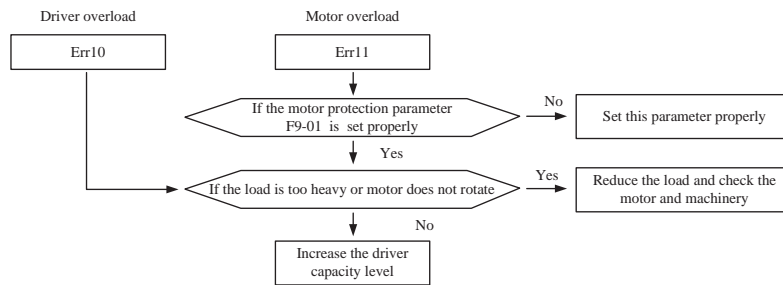 Driver overload
Motor overload
Err10
Err11
If the motor protection parameter
F9-01 is set properly
No
Set this parameter properly
Yes
If the load is too heavy or motor does not rotate
Yes
Reduce the load and check the
motor and machinery
No
Increase the driver
capacity level